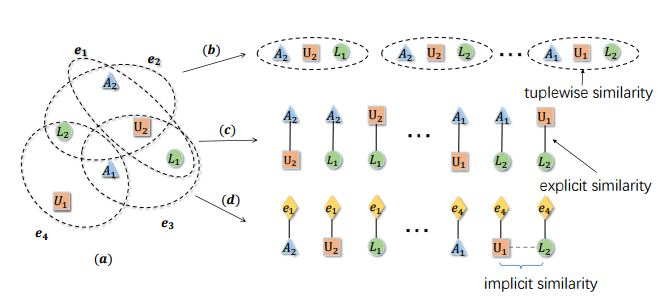 e₁
e₂
A₂
L₂
U₂
L₁
A₁
U₁
e₃
e₄
(a)
(b)
A₂ U₂ L₁ A₂ U₂ L₂ ... A₁ U₁ L₂
tuplewise similarity
(c)
A₂ A₂ U₂ ... A₁ A₁ U₁
U₂ L₁ L₁ U₁ L₂ L₂
explicit similarity
(d)
e₁ e₁ e₁ ... e₄ e₄ e₄
A₂ U₂ L₁ A₁ U₁ L₂
implicit similarity